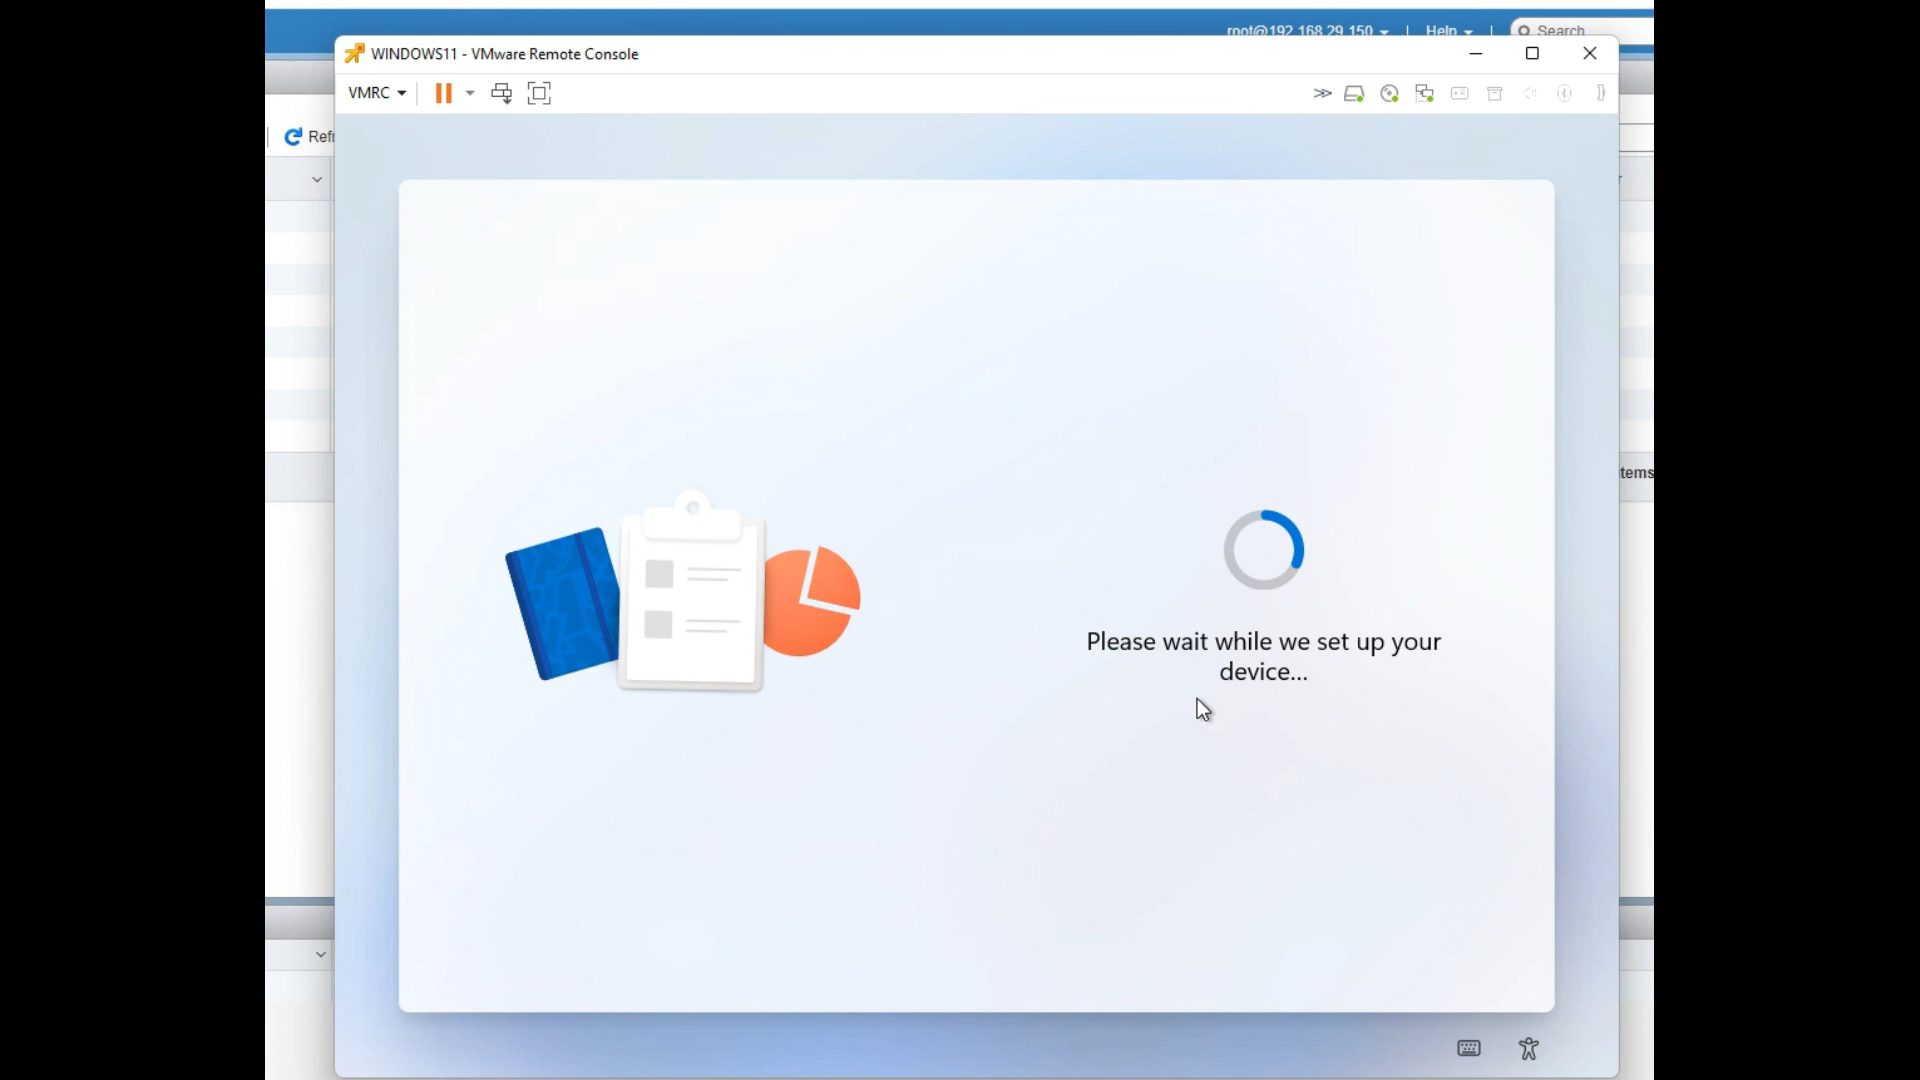 root@192.168.29.150 | Help | Search
WINDOWS11 - VMware Remote Console
VMRC
Refr
tems
Please wait while we set up your
device...